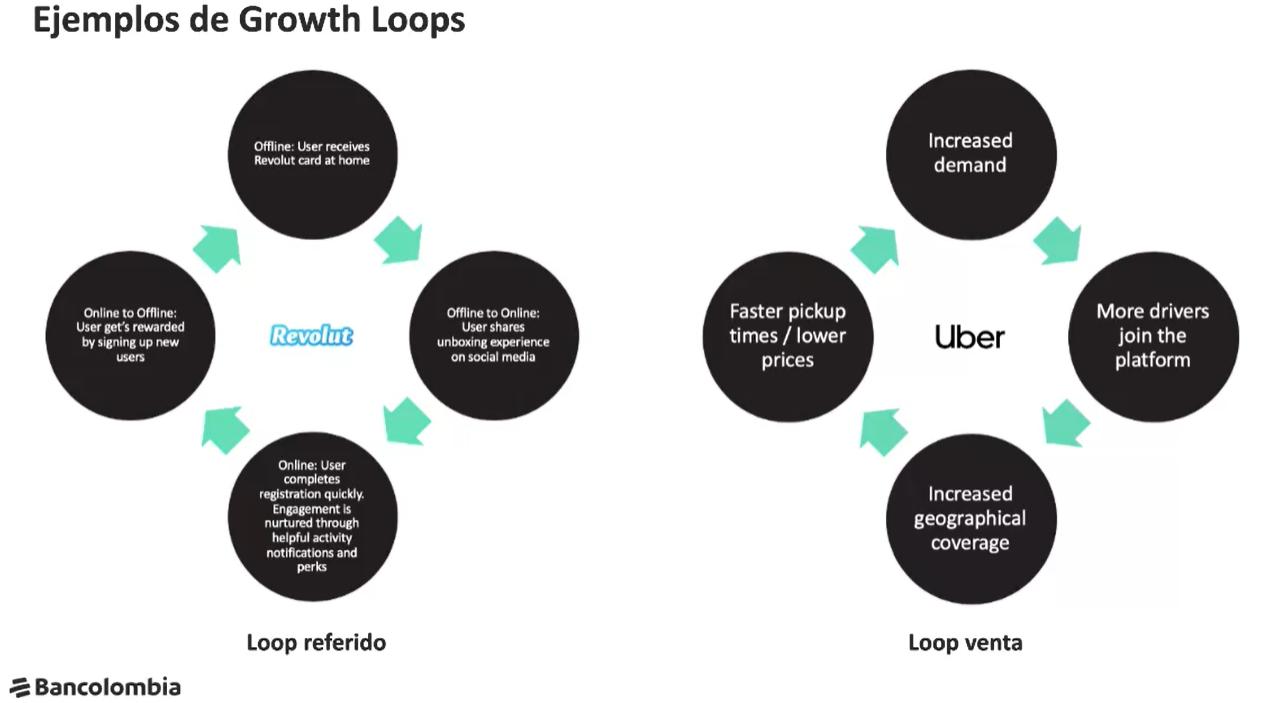 Ejemplos de Growth Loops
Offline: User receives
Revolut card at home
Offline to Online:
User shares
unboxing experience
on social media
Online: User
completes
registration quickly.
Engagement is
nurtured through
helpful activity
notifications and
perks
Online to Offline:
User get's rewarded
by signing up new
users
Revolut
Loop referido
Increased
demand
More drivers
join the
platform
Increased
geographical
coverage
Faster pickup
times / lower
prices
Uber
Loop venta
Bancolombia